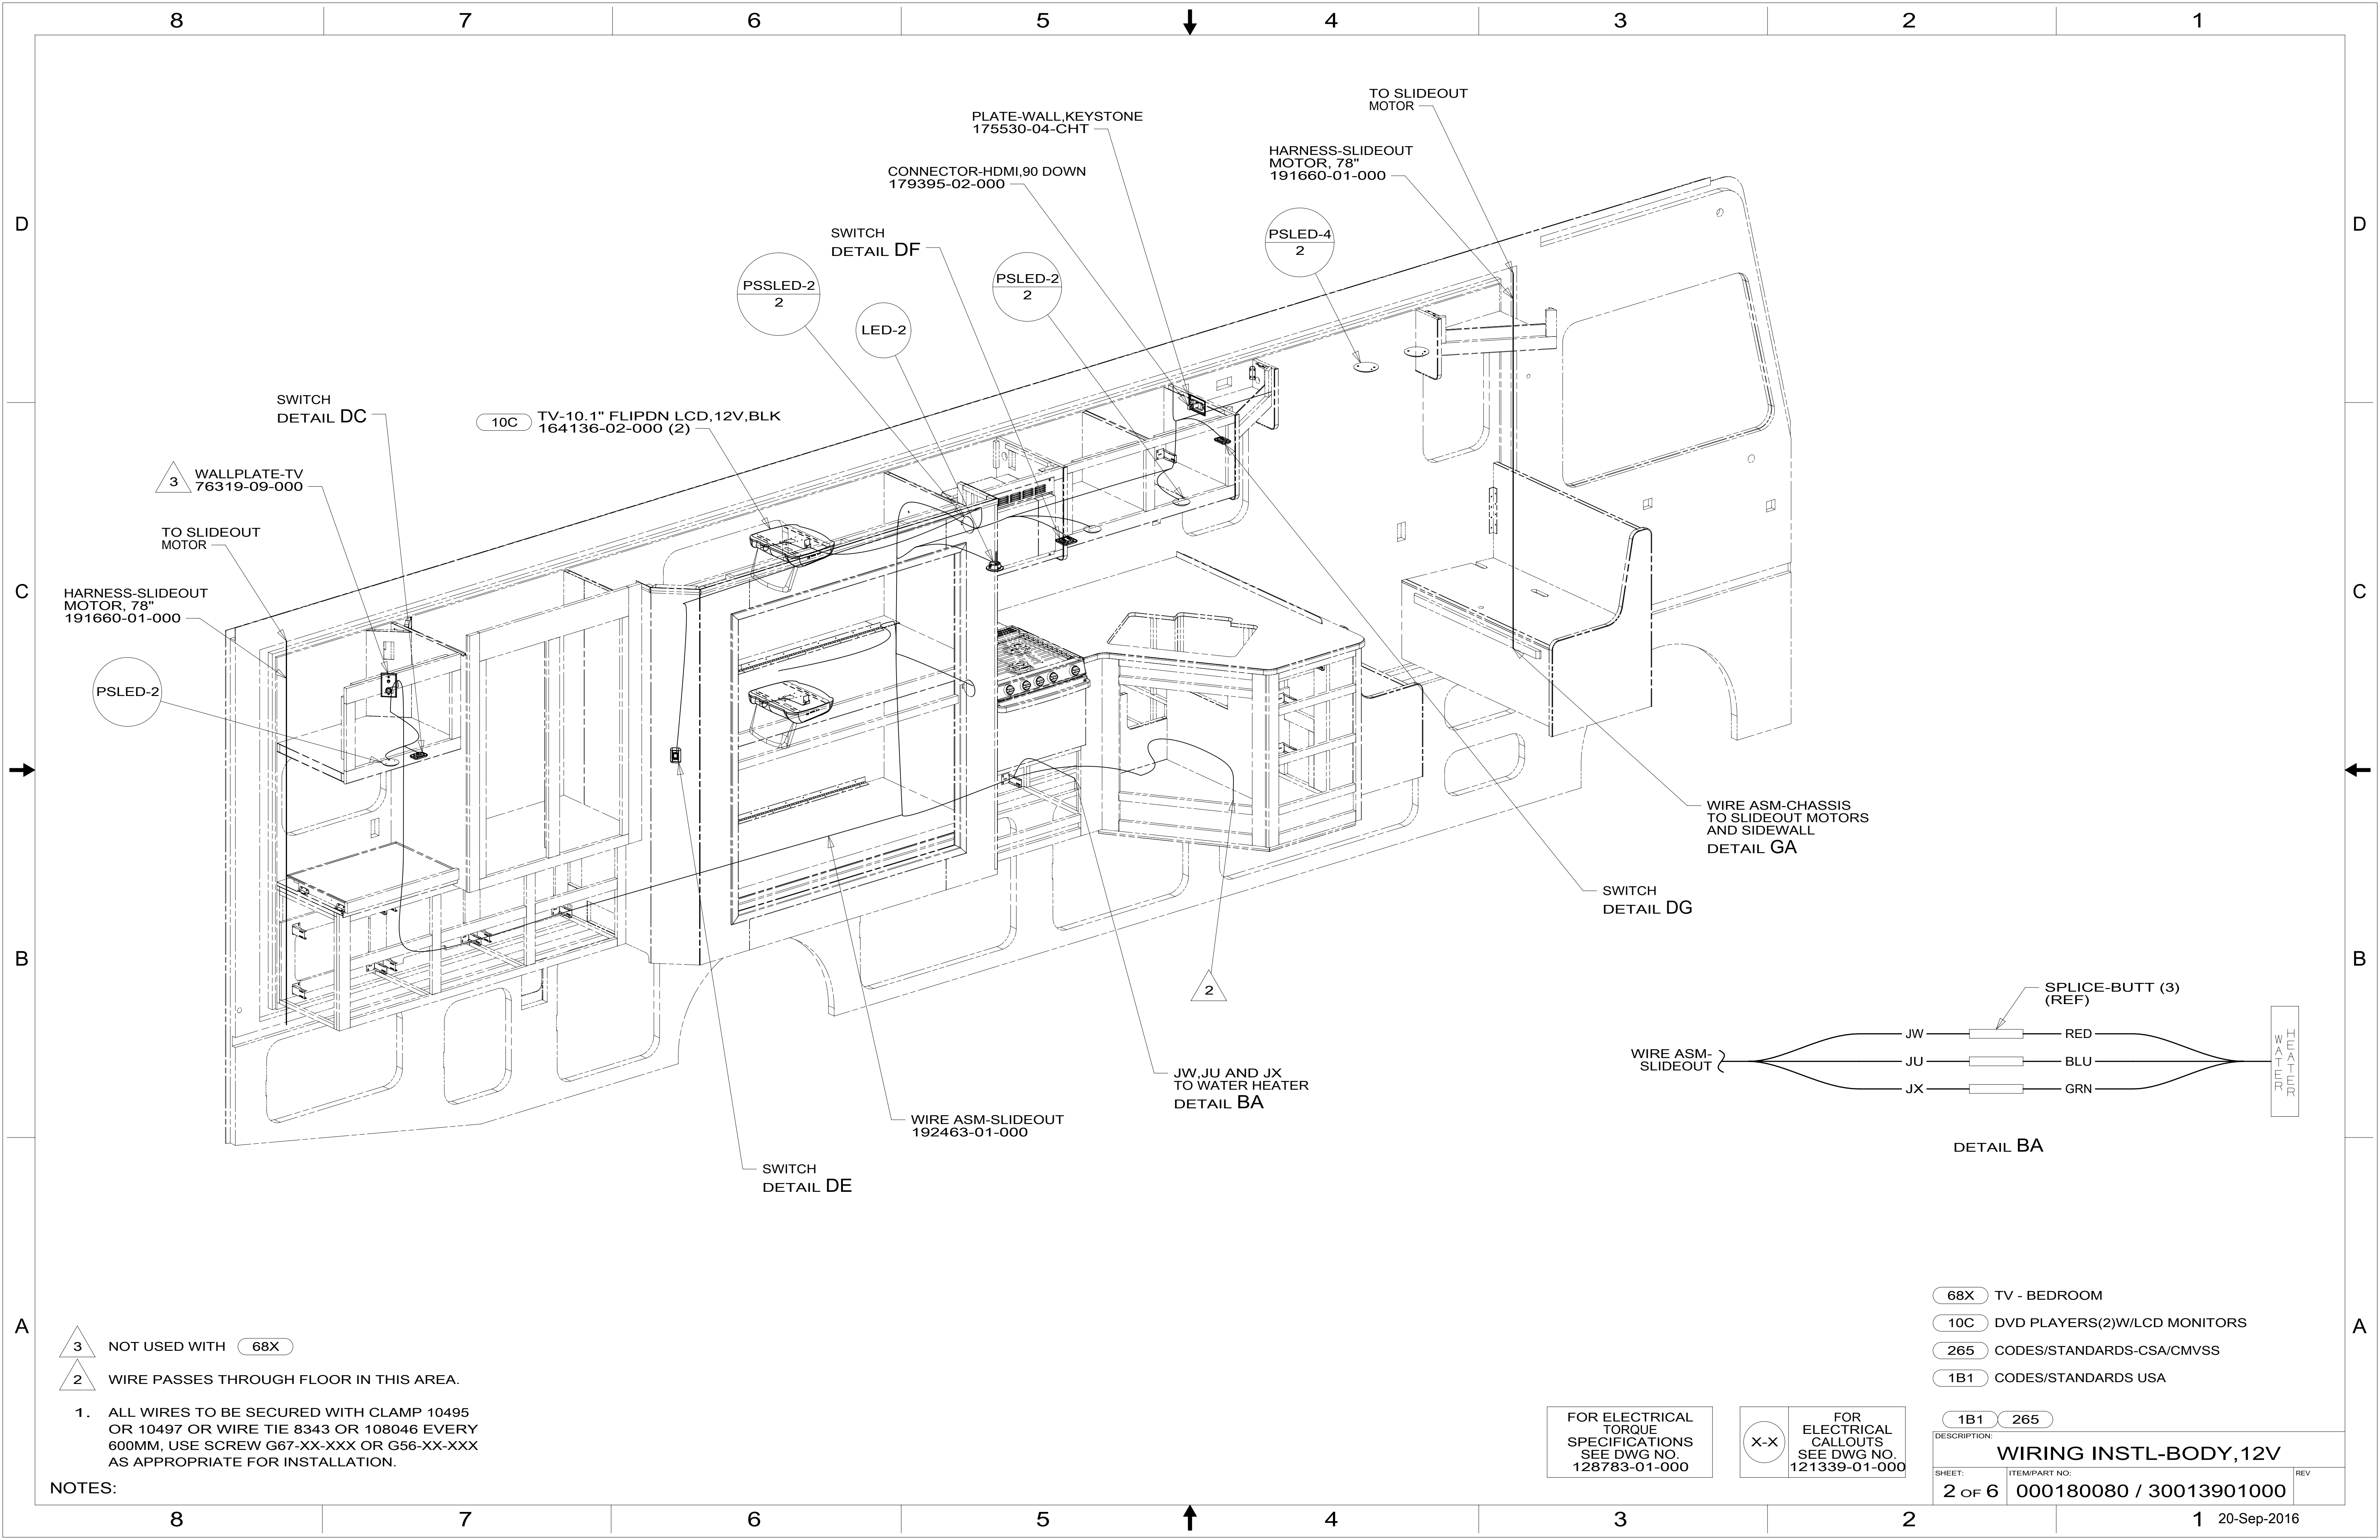 8 7 6 5 4 3 2 1
D
D
C
C
B
B
A
A
TO SLIDEOUT
MOTOR
PLATE-WALL,KEYSTONE
175530-04-CHT
HARNESS-SLIDEOUT
MOTOR, 78"
191660-01-000
CONNECTOR-HDMI,90 DOWN
179395-02-000
SWITCH
DETAIL DF
PSLED-4
2
PSLED-2
2
PSSLED-2
2
LED-2
SWITCH
DETAIL DC
10C
TV-10.1" FLIPDN LCD,12V,BLK
164136-02-000 (2)
3
WALLPLATE-TV
76319-09-000
TO SLIDEOUT
MOTOR
HARNESS-SLIDEOUT
MOTOR, 78"
191660-01-000
PSLED-2
WIRE ASM-CHASSIS
TO SLIDEOUT MOTORS
AND SIDEWALL
DETAIL GA
SWITCH
DETAIL DG
2
JW,JU AND JX
TO WATER HEATER
DETAIL BA
WIRE ASM-SLIDEOUT
192463-01-000
SWITCH
DETAIL DE
SPLICE-BUTT (3)
(REF)
WIRE ASM-
SLIDEOUT
JW RED
JU BLU
JX GRN
WATER
HEATER
DETAIL BA
68X TV - BEDROOM
10C DVD PLAYERS(2)W/LCD MONITORS
265 CODES/STANDARDS-CSA/CMVSS
1B1 CODES/STANDARDS USA
1B1 265
3 NOT USED WITH 68X
2 WIRE PASSES THROUGH FLOOR IN THIS AREA.
1. ALL WIRES TO BE SECURED WITH CLAMP 10495
OR 10497 OR WIRE TIE 8343 OR 108046 EVERY
600MM, USE SCREW G67-XX-XXX OR G56-XX-XXX
AS APPROPRIATE FOR INSTALLATION.
NOTES:
FOR ELECTRICAL
TORQUE
SPECIFICATIONS
SEE DWG NO.
128783-01-000
X-X
FOR
ELECTRICAL
CALLOUTS
SEE DWG NO.
121339-01-000
DESCRIPTION:
WIRING INSTL-BODY,12V
SHEET:
2 OF 6
ITEM/PART NO:
000180080 / 30013901000
REV
8 7 6 5 4 3 2 1
20-Sep-2016